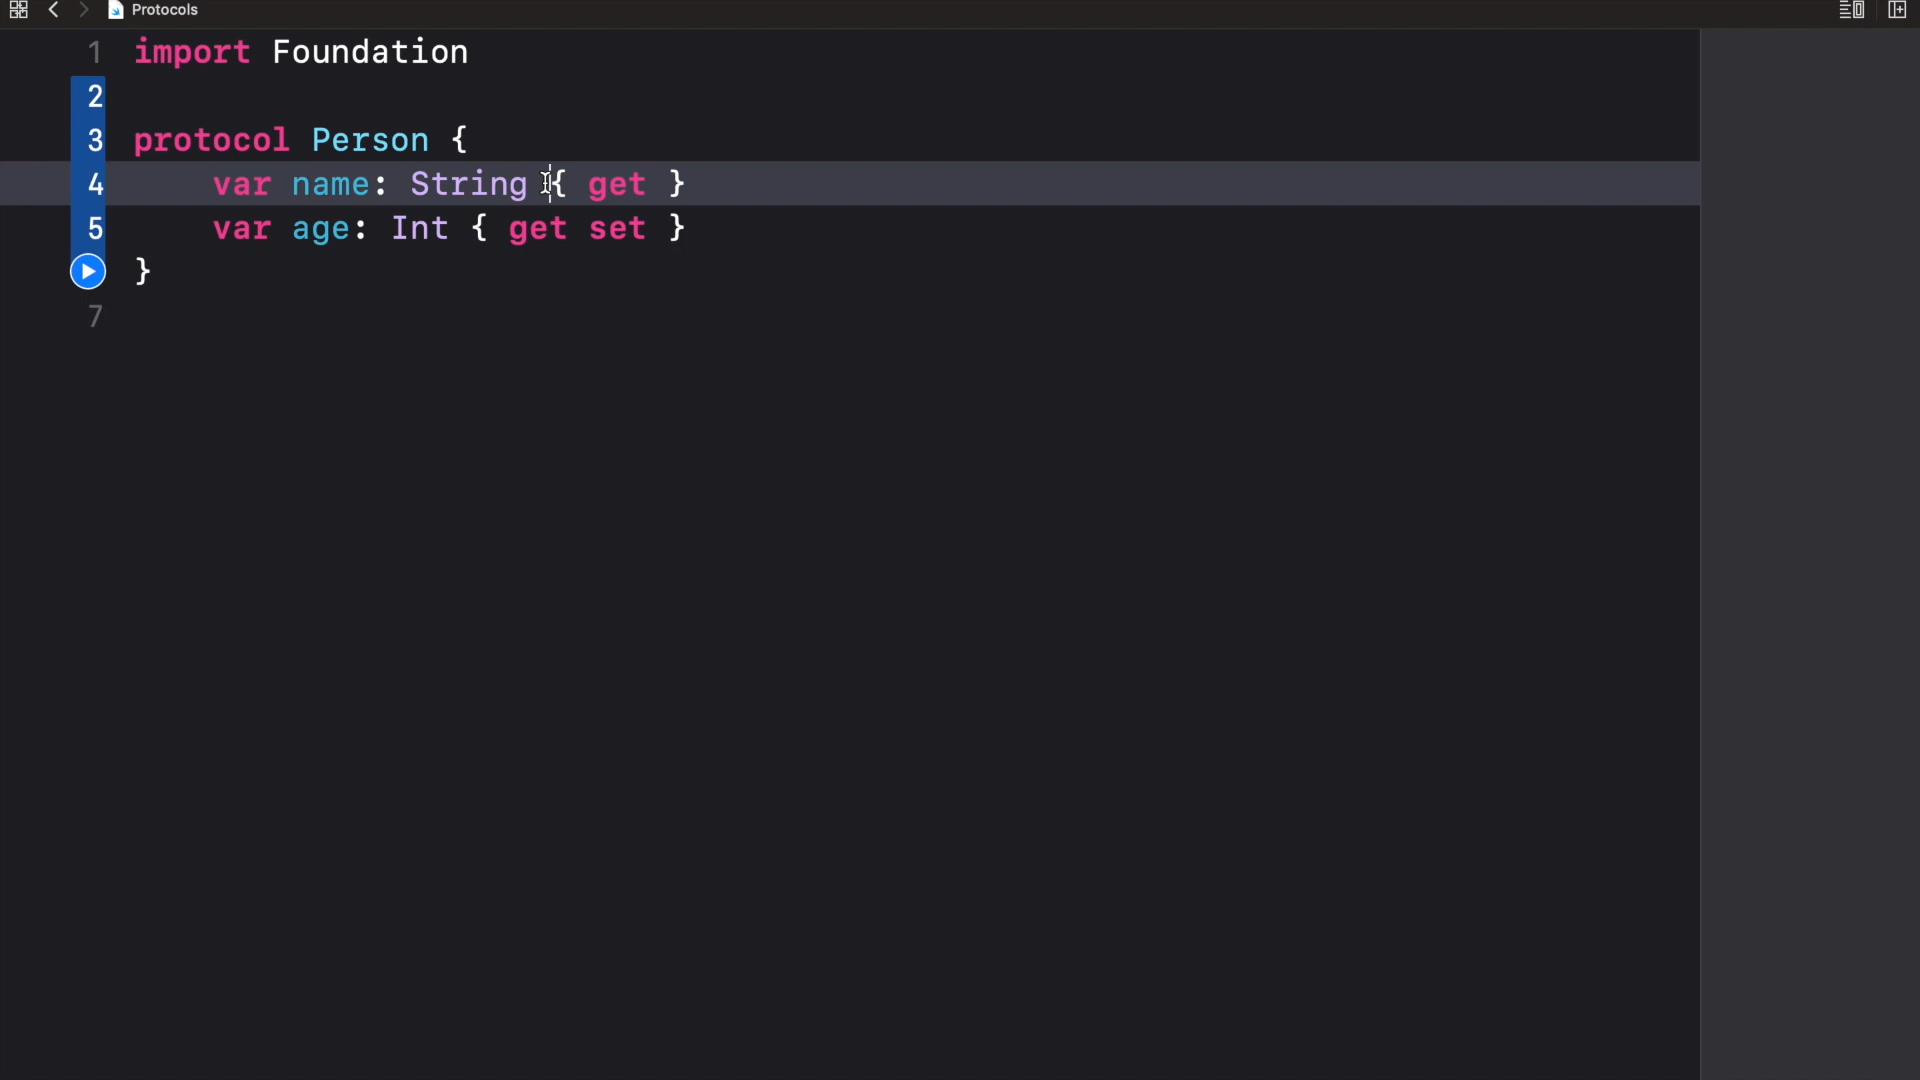 Protocols
1 import Foundation
2
3 protocol Person {
4 var name: String { get }
5 var age: Int { get set }
}
7